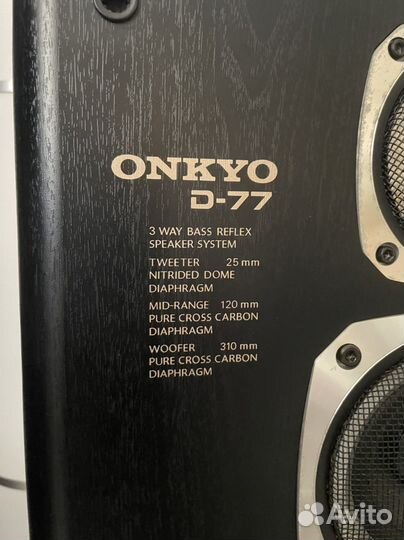 ONKYO
D-77
3 WAY BASS REFLEX
SPEAKER SYSTEM
TWEETER 25 mm
NITRIDED DOME
DIAPHRAGM
MID-RANGE 120 mm
PURE CROSS CARBON
DIAPHRAGM
WOOFER 310 mm
PURE CROSS CARBON
DIAPHRAGM
Avito